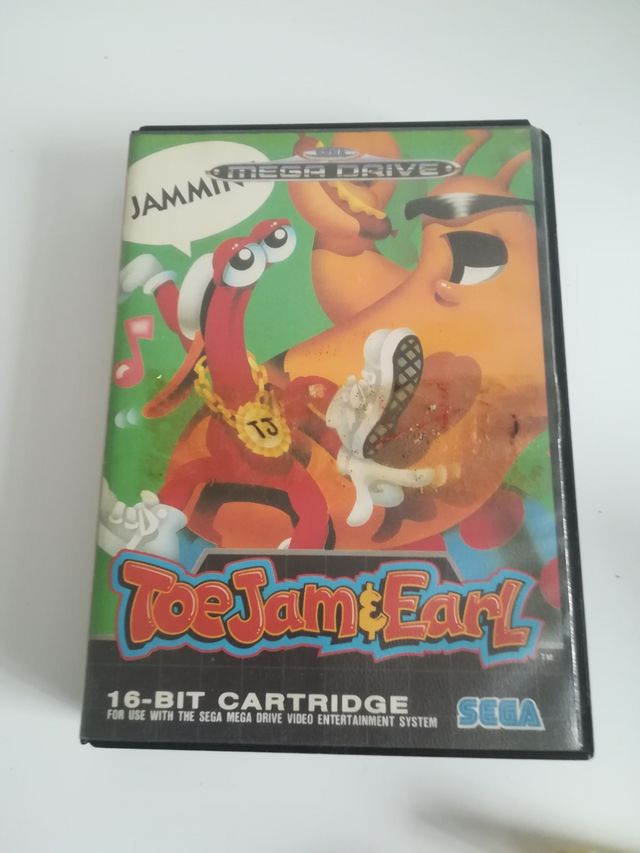 SEGA
MEGA DRIVE
JAMMIN'
TJ
ToeJam & Earl
TM
16-BIT CARTRIDGE
FOR USE WITH THE SEGA MEGA DRIVE VIDEO ENTERTAINMENT SYSTEM
SEGA